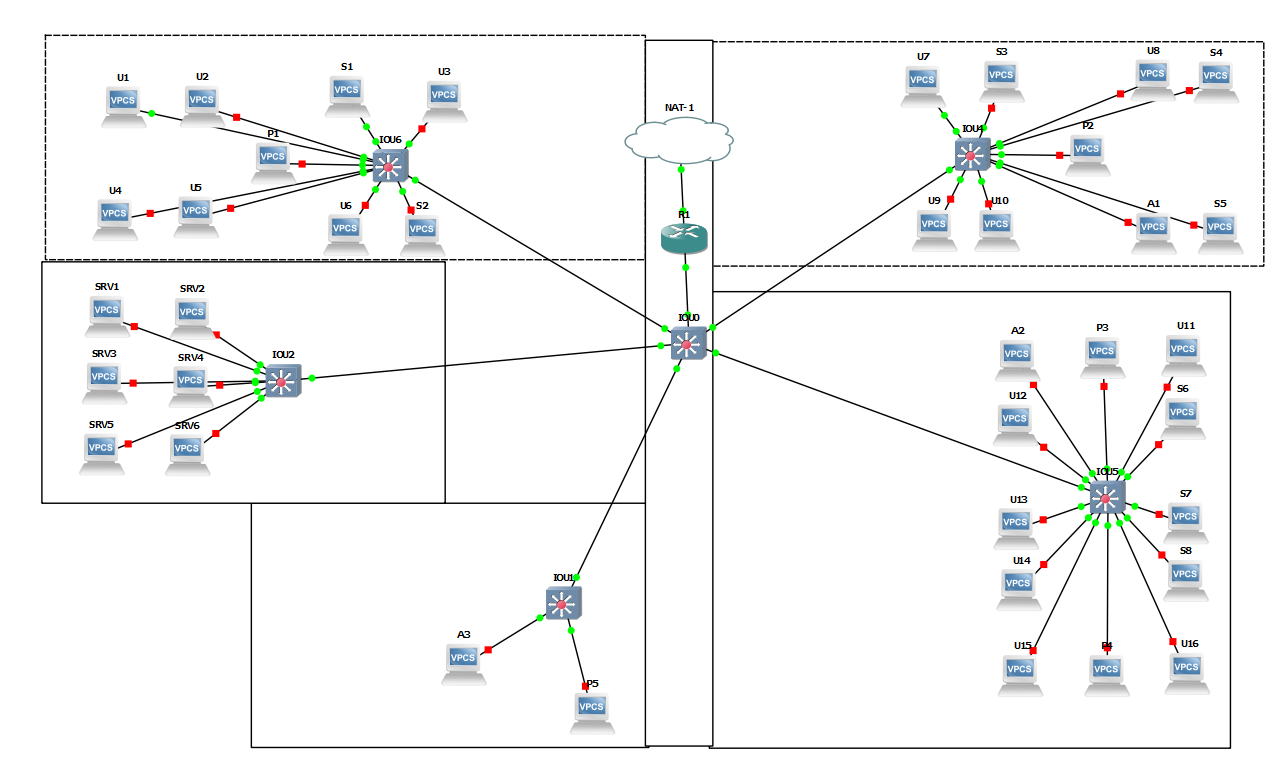 U1
VPCS
U2
VPCS
S1
VPCS
U3
VPCS
P1
VPCS
IOU6
U4
VPCS
U5
VPCS
U6
VPCS
S2
VPCS
NAT-1
R1
IOU0
U7
VPCS
S3
VPCS
U8
VPCS
S4
VPCS
IOU4
P2
VPCS
U9
VPCS
U10
VPCS
A1
VPCS
S5
VPCS
SRV1
VPCS
SRV2
VPCS
SRV3
VPCS
SRV4
VPCS
IOU2
SRV5
VPCS
SRV6
VPCS
IOU1
A3
VPCS
P5
VPCS
A2
VPCS
P3
VPCS
U11
VPCS
U12
VPCS
S6
VPCS
IOU5
U13
VPCS
S7
VPCS
U14
VPCS
S8
VPCS
U15
VPCS
P4
VPCS
U16
VPCS